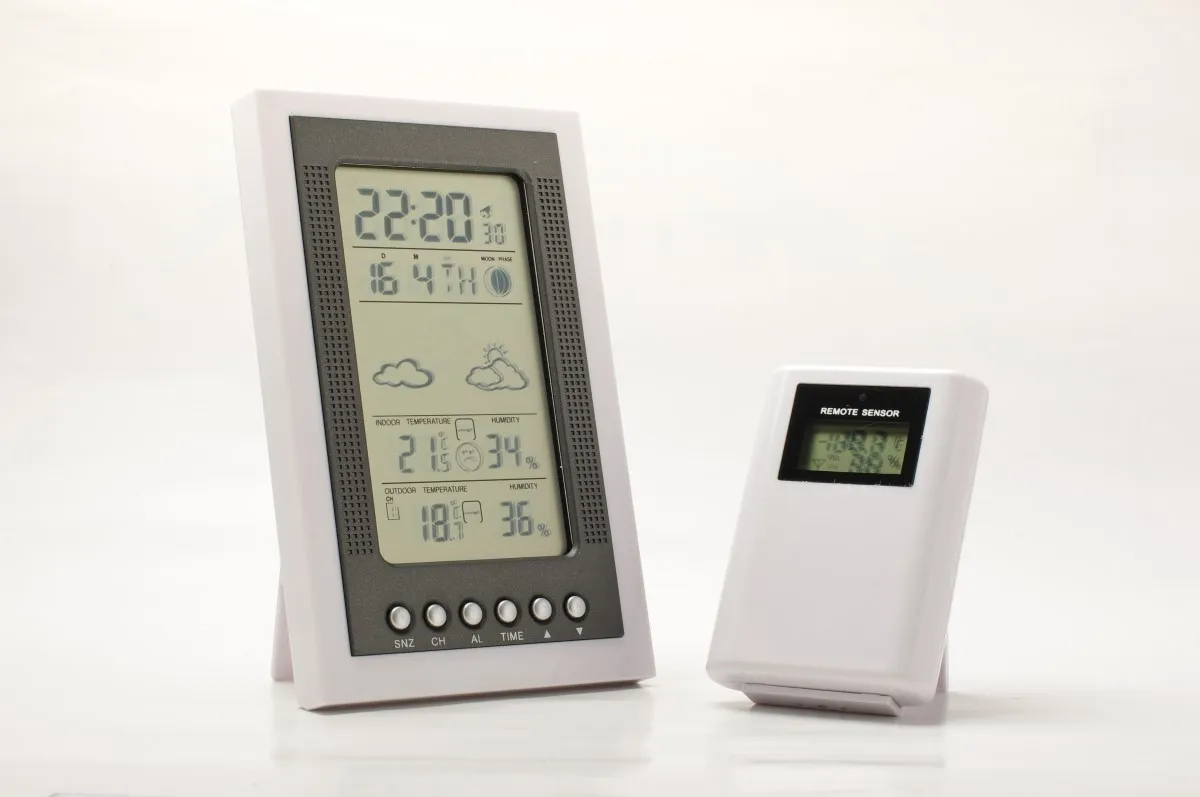 22:20 30
D M MOON PHASE
16 4 TH
INDOOR TEMPERATURE HUMIDITY
21.5 °C 34%
OUTDOOR TEMPERATURE HUMIDITY
CH
18.7 °C 36%
SNZ CH AL TIME ▲ ▼
REMOTE SENSOR